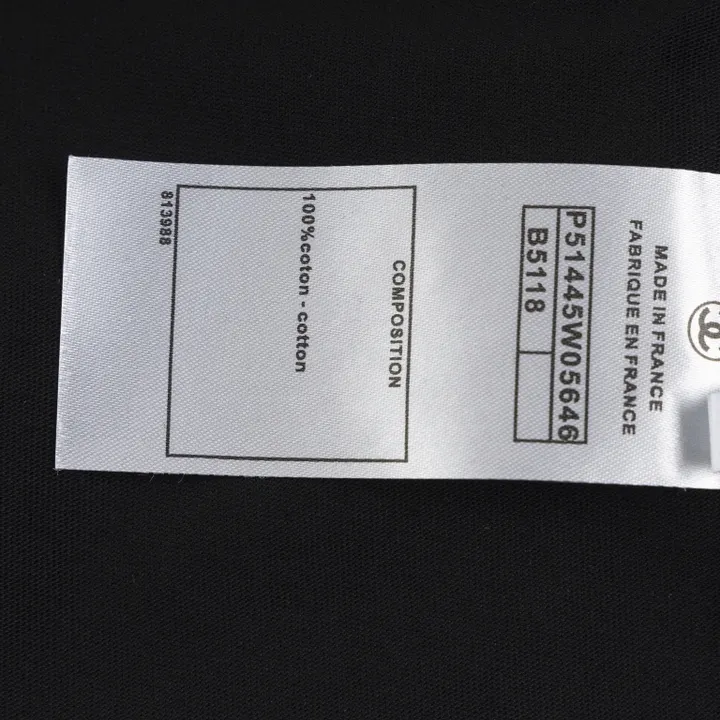 MADE IN FRANCE
FABRIQUE EN FRANCE
P51445W05646
B5118
COMPOSITION
100%coton - cotton
813988